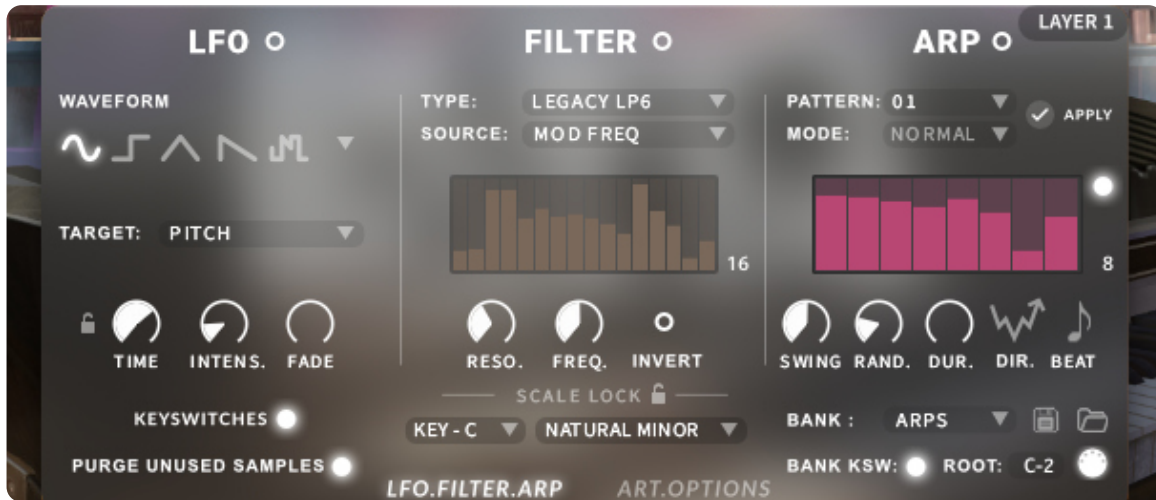 LAYER 1
LFO
FILTER
ARP
WAVEFORM
TARGET: PITCH
TIME INTENS. FADE
KEYSWITCHES
PURGE UNUSED SAMPLES
TYPE: LEGACY LP6
SOURCE: MOD FREQ
16
RESO. FREQ. INVERT
SCALE LOCK
KEY - C NATURAL MINOR
PATTERN: 01
APPLY
MODE: NORMAL
8
SWING RAND. DUR. DIR. BEAT
BANK : ARPS
BANK KSW: ROOT: C-2
LFO.FILTER.ARP ART.OPTIONS